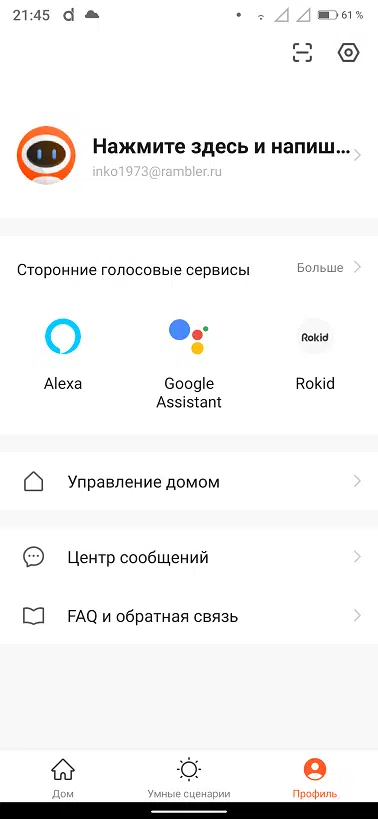 21:45
61 %
Нажмите здесь и напиш...
inko1973@rambler.ru
Сторонние голосовые сервисы
Больше
Rokid
Alexa
Google
Assistant
Rokid
Управление домом
Центр сообщений
FAQ и обратная связь
Дом
Умные сценарии
Профиль